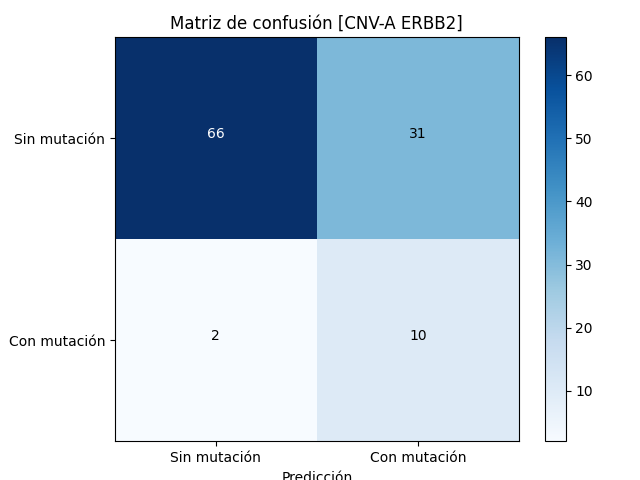 Matriz de confusión [CNV-A ERBB2]
Sin mutación
66
31
Con mutación
2
10
Sin mutación
Con mutación
Predicción
60
50
40
30
20
10